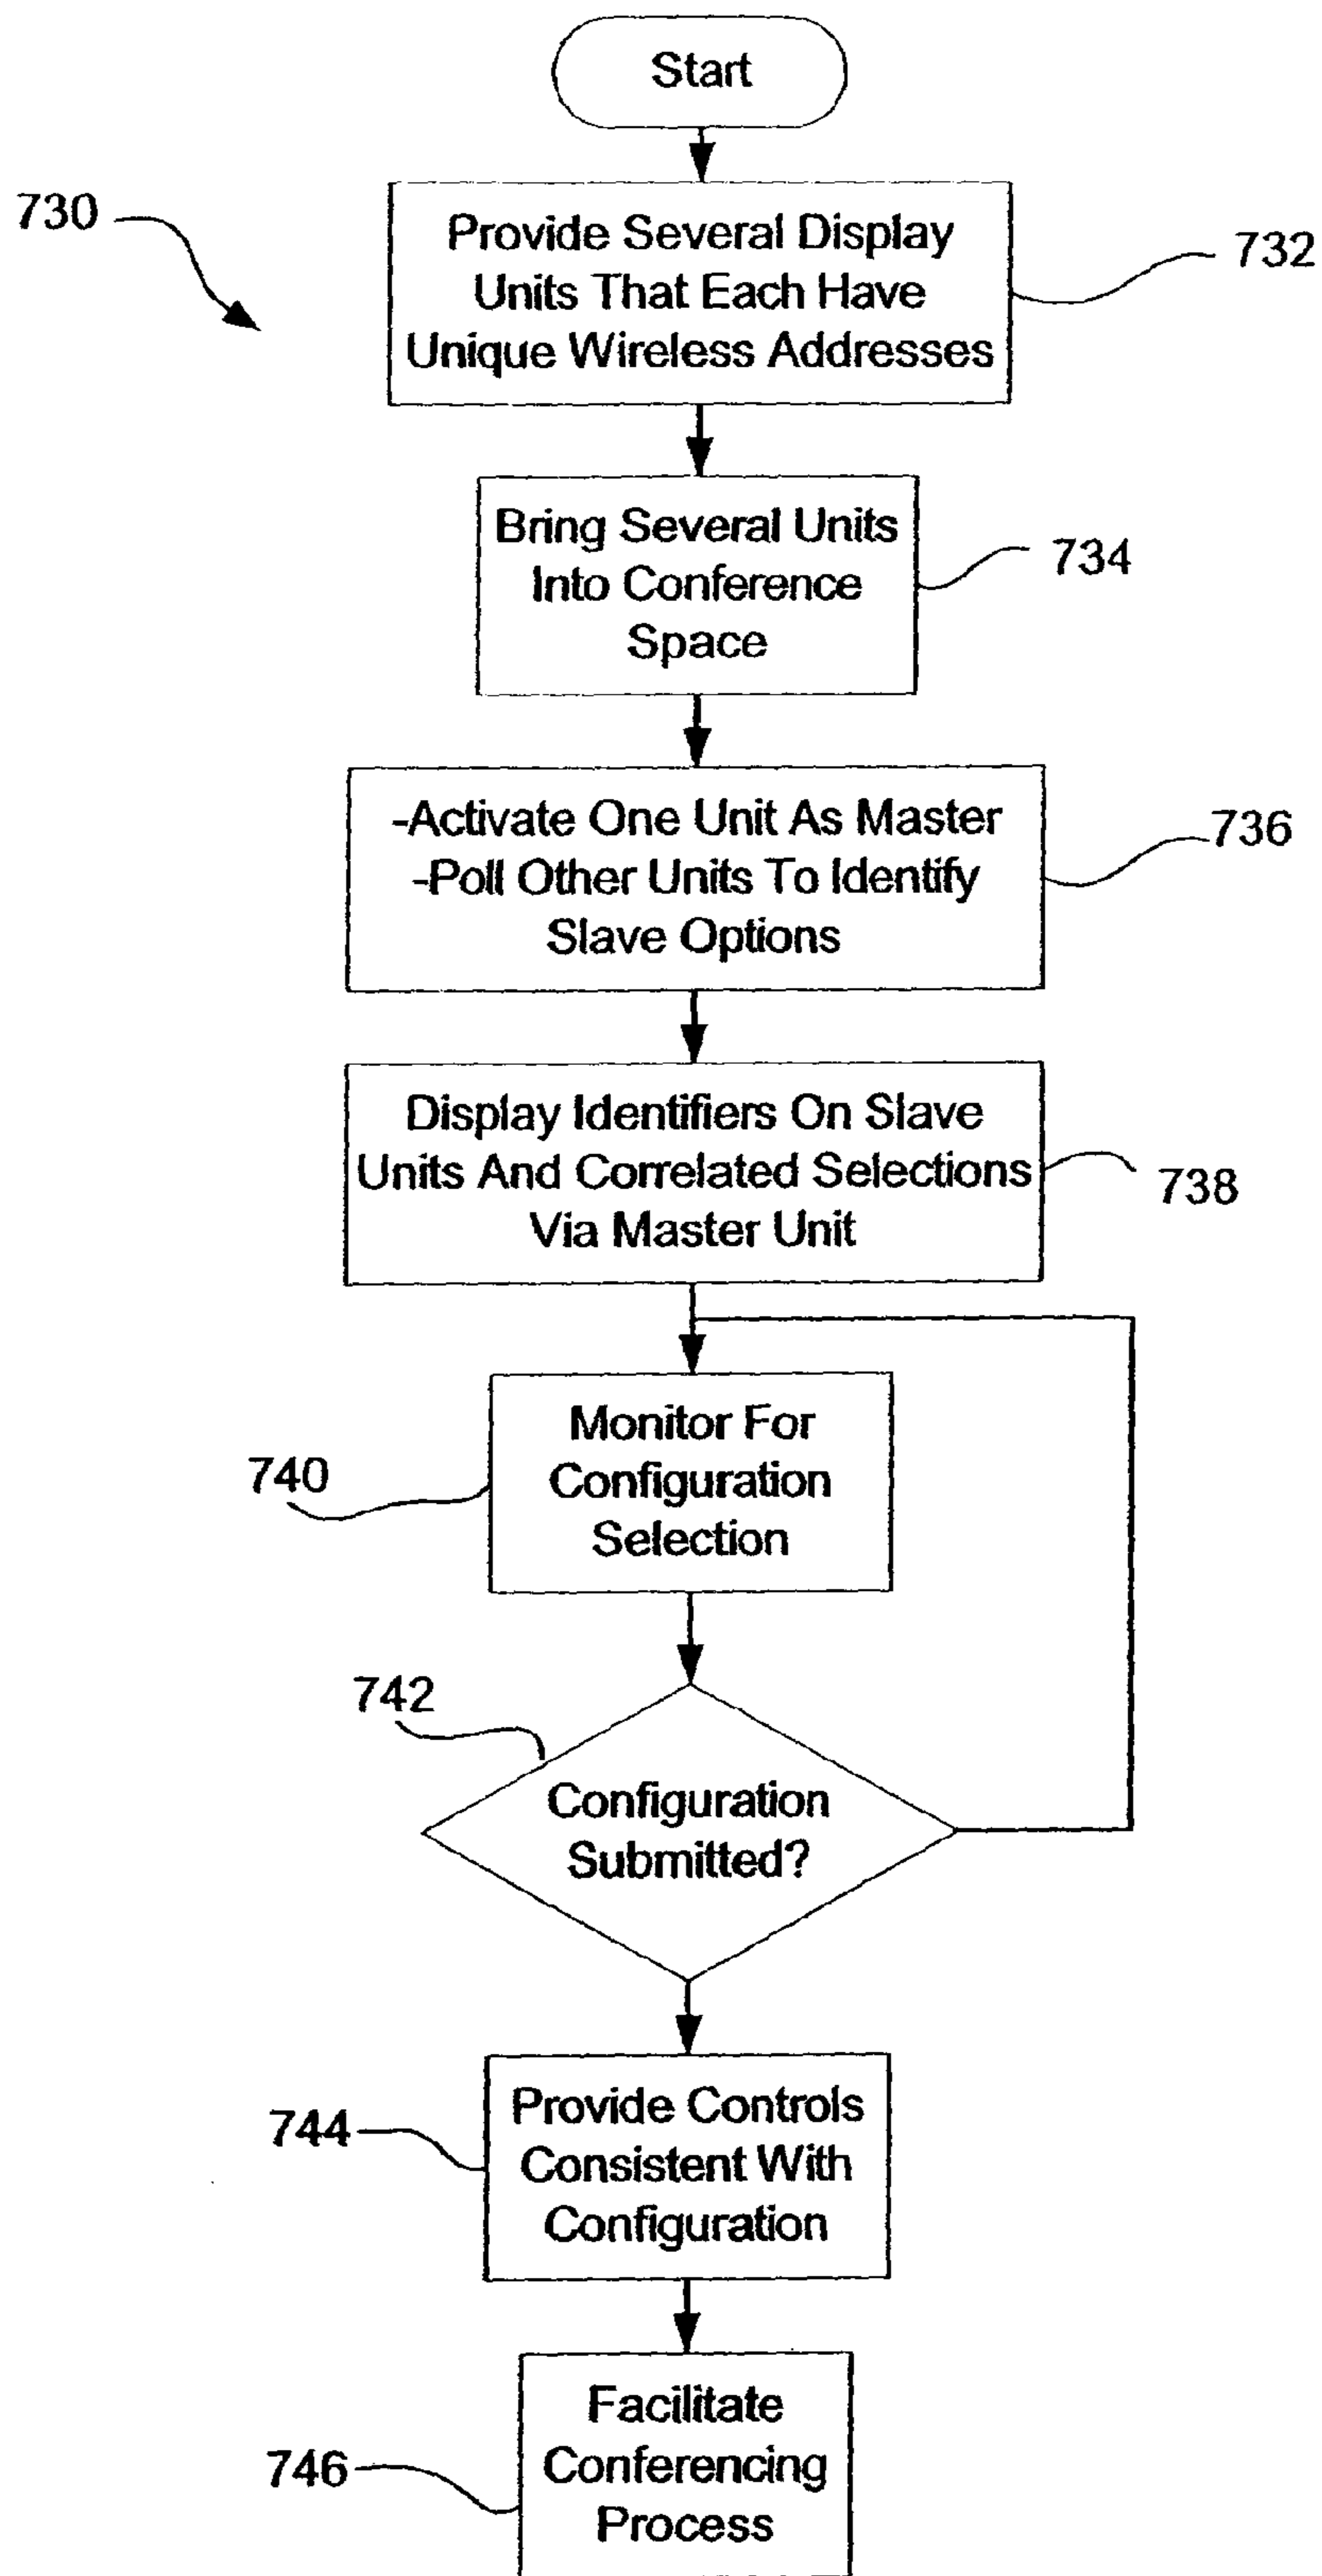 Start
730
Provide Several Display
Units That Each Have
Unique Wireless Addresses
732
Bring Several Units
Into Conference
Space
734
-Activate One Unit As Master
-Poll Other Units To Identify
Slave Options
736
Display Identifiers On Slave
Units And Correlated Selections
Via Master Unit
738
Monitor For
Configuration
Selection
740
742
Configuration
Submitted?
744
Provide Controls
Consistent With
Configuration
746
Facilitate
Conferencing
Process